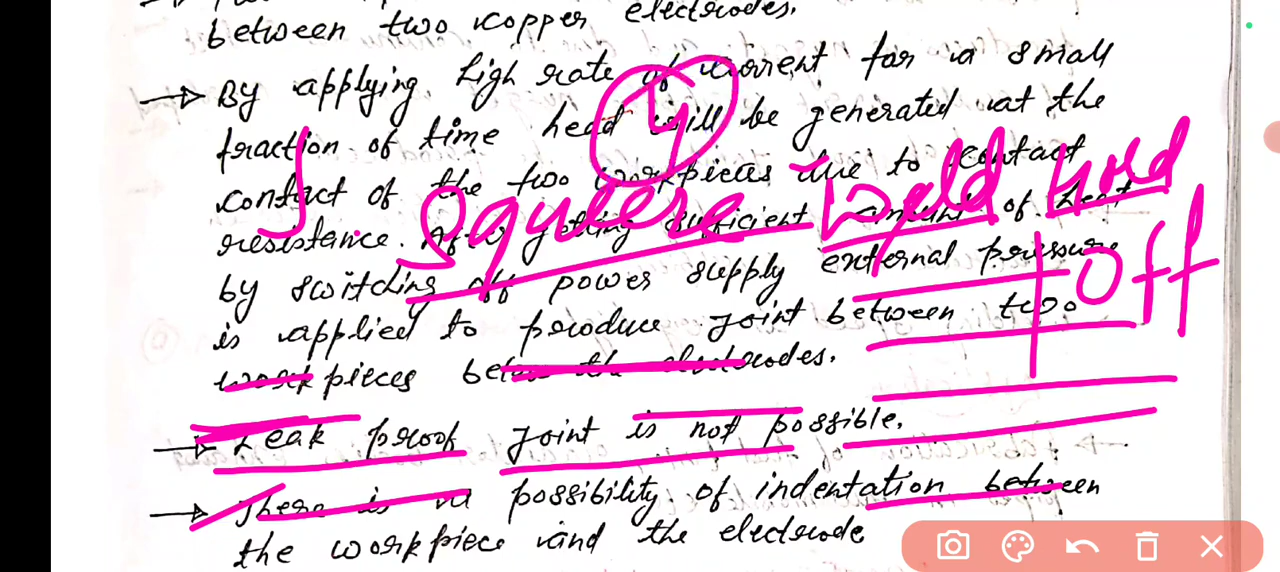 between two copper electrodes.
→ By applying high rate of current for a small
fraction of time head will be generated at the
contact of the two workpieces due to contact
resistance. After getting sufficient amount of heat
by switching off power supply external pressure
is applied to produce joint between two
workpieces between the electrodes.
→ Leak proof joint is not possible.
→ There is a possibility of indentation between
the workpiece and the electrode
4
Squeeze Weld Hold
Off